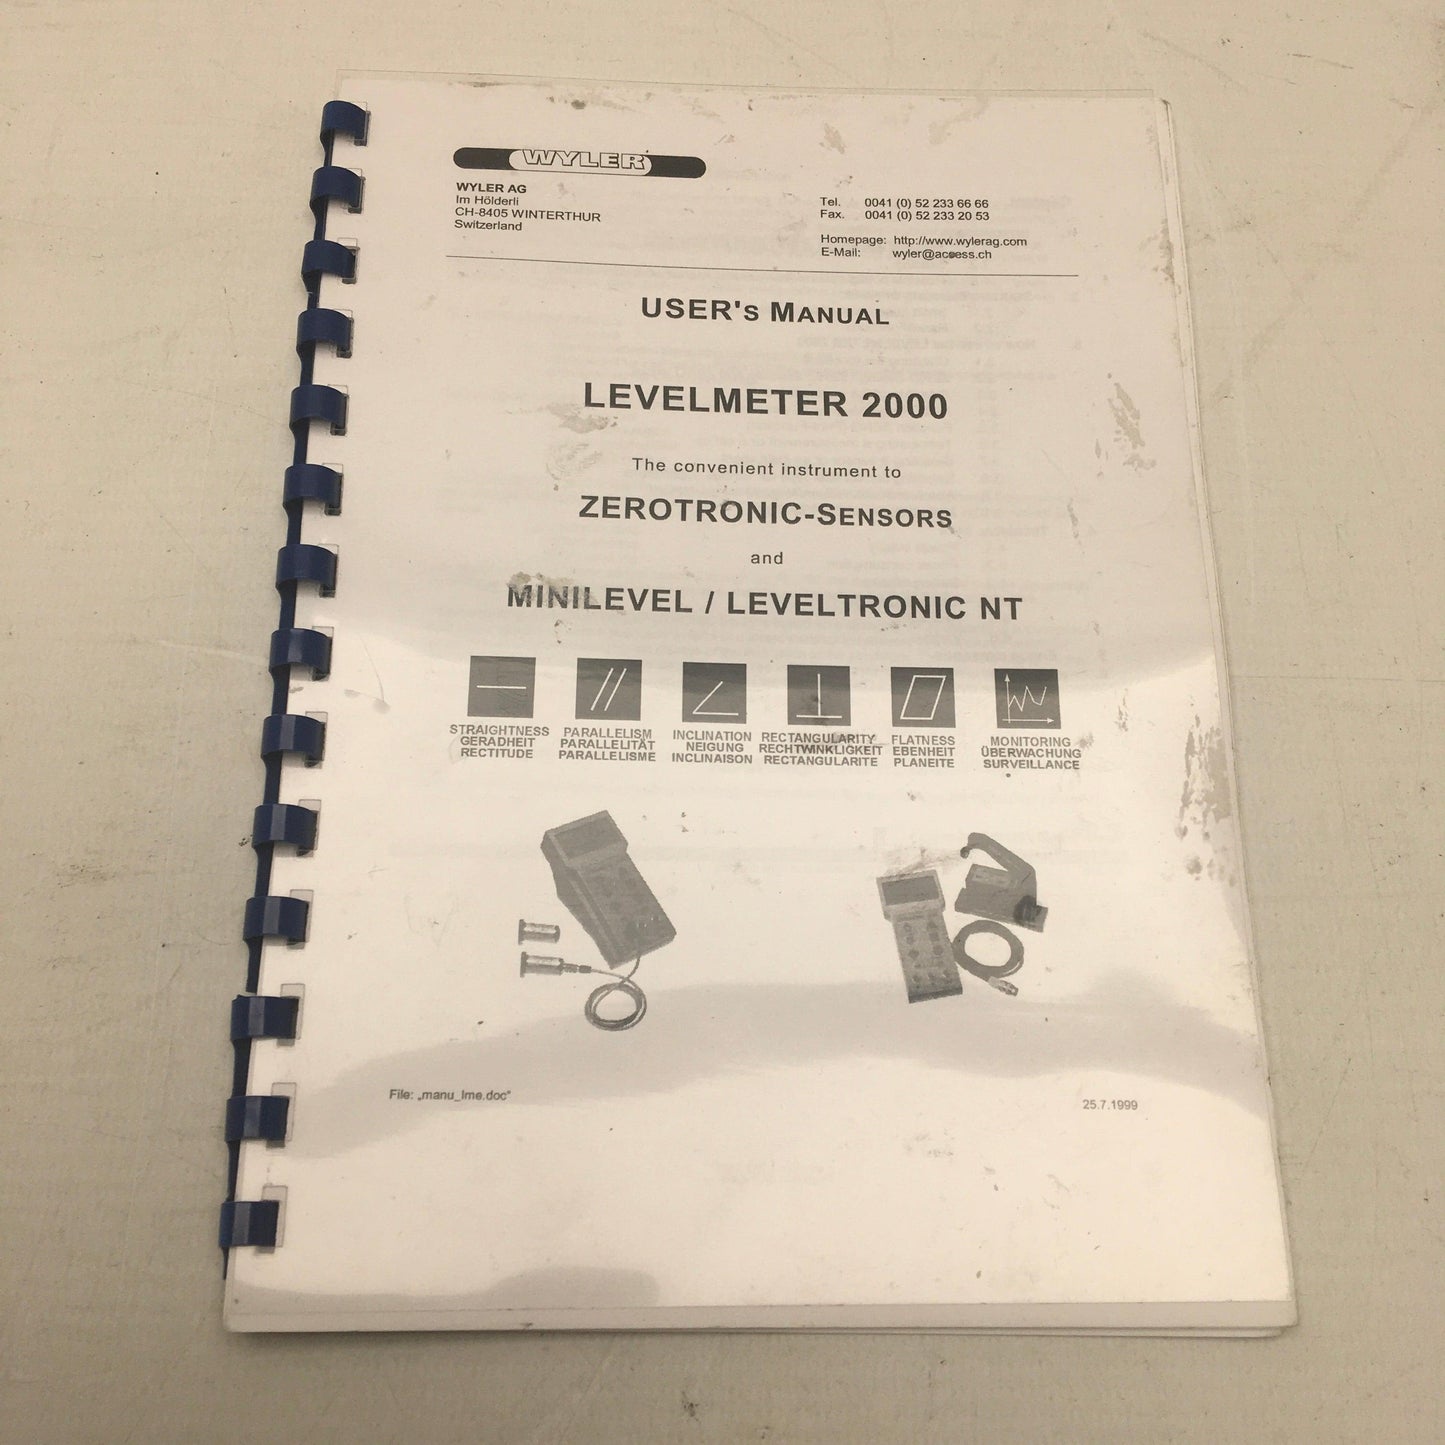 WYLER
WYLER AG
Im Hölderli
CH-8405 WINTERTHUR
Switzerland
Tel. 0041 (0) 52 233 66 66
Fax. 0041 (0) 52 233 20 53
Homepage: http://www.wylerag.com
E-Mail: wyler@access.ch
USER's MANUAL
LEVELMETER 2000
The convenient instrument to
ZEROTRONIC-SENSORS
and
MINILEVEL / LEVELTRONIC NT
STRAIGHTNESS
GERADHEIT
RECTITUDE
PARALLELISM
PARALLELITÄT
PARALLELISME
INCLINATION
NEIGUNG
INCLINAISON
RECTANGULARITY
RECHTWINKLIGKEIT
RECTANGULARITE
FLATNESS
EBENHEIT
PLANEITE
MONITORING
ÜBERWACHUNG
SURVEILLANCE
File: „manu_lme.doc“
25.7.1999